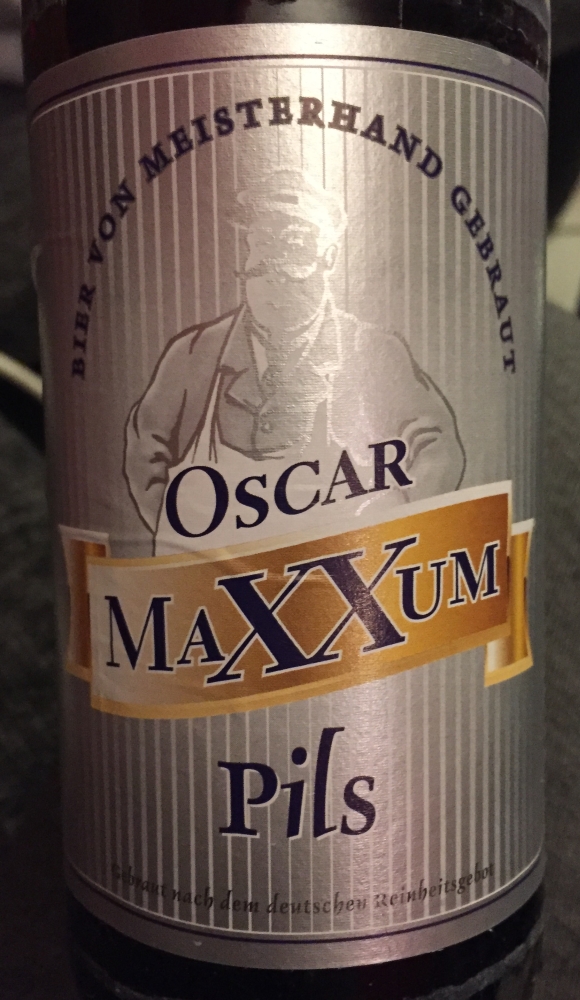 BIER VON MEISTERHAND GEBRAUT
OSCAR
MAXXUM
Pils
Gebraut nach dem deutschen Reinheitsgebot